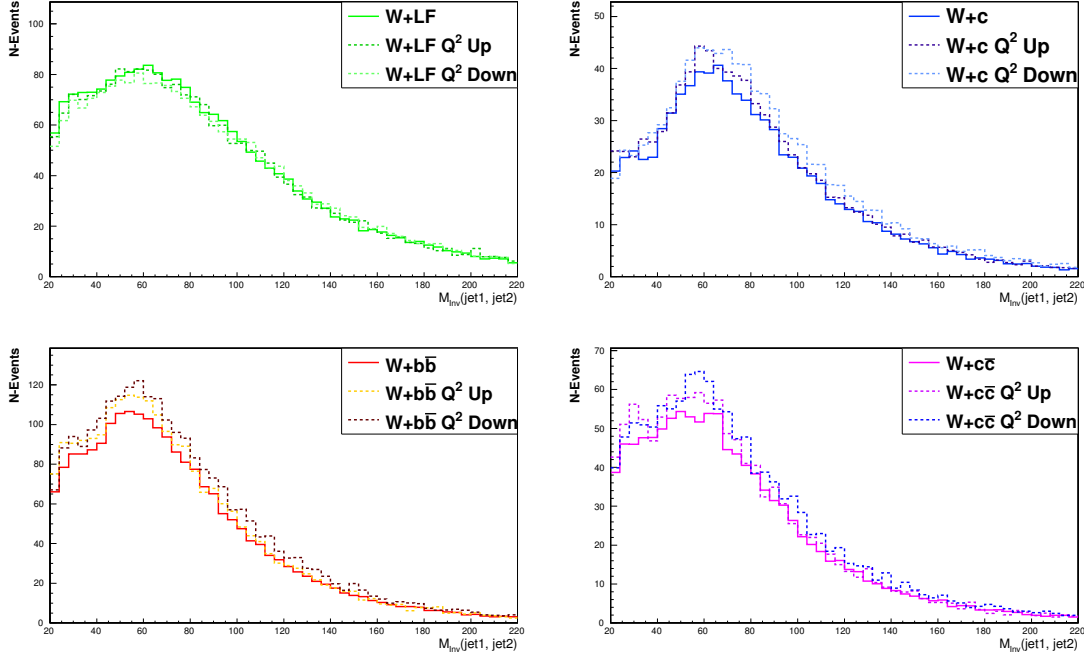 N-Events
100
80
60
40
20
0
W+LF
W+LF Q² Up
W+LF Q² Down
20 40 60 80 100 120 140 160 180 200 220
M_Inv(jet1, jet2)
N-Events
50
40
30
20
10
0
W+c
W+c Q² Up
W+c Q² Down
20 40 60 80 100 120 140 160 180 200 220
M_Inv(jet1, jet2)
N-Events
120
100
80
60
40
20
0
W+bb̅
W+bb̅ Q² Up
W+bb̅ Q² Down
20 40 60 80 100 120 140 160 180 200 220
M_Inv(jet1, jet2)
N-Events
70
60
50
40
30
20
10
0
W+cc̅
W+cc̅ Q² Up
W+cc̅ Q² Down
20 40 60 80 100 120 140 160 180 200 220
M_Inv(jet1, jet2)